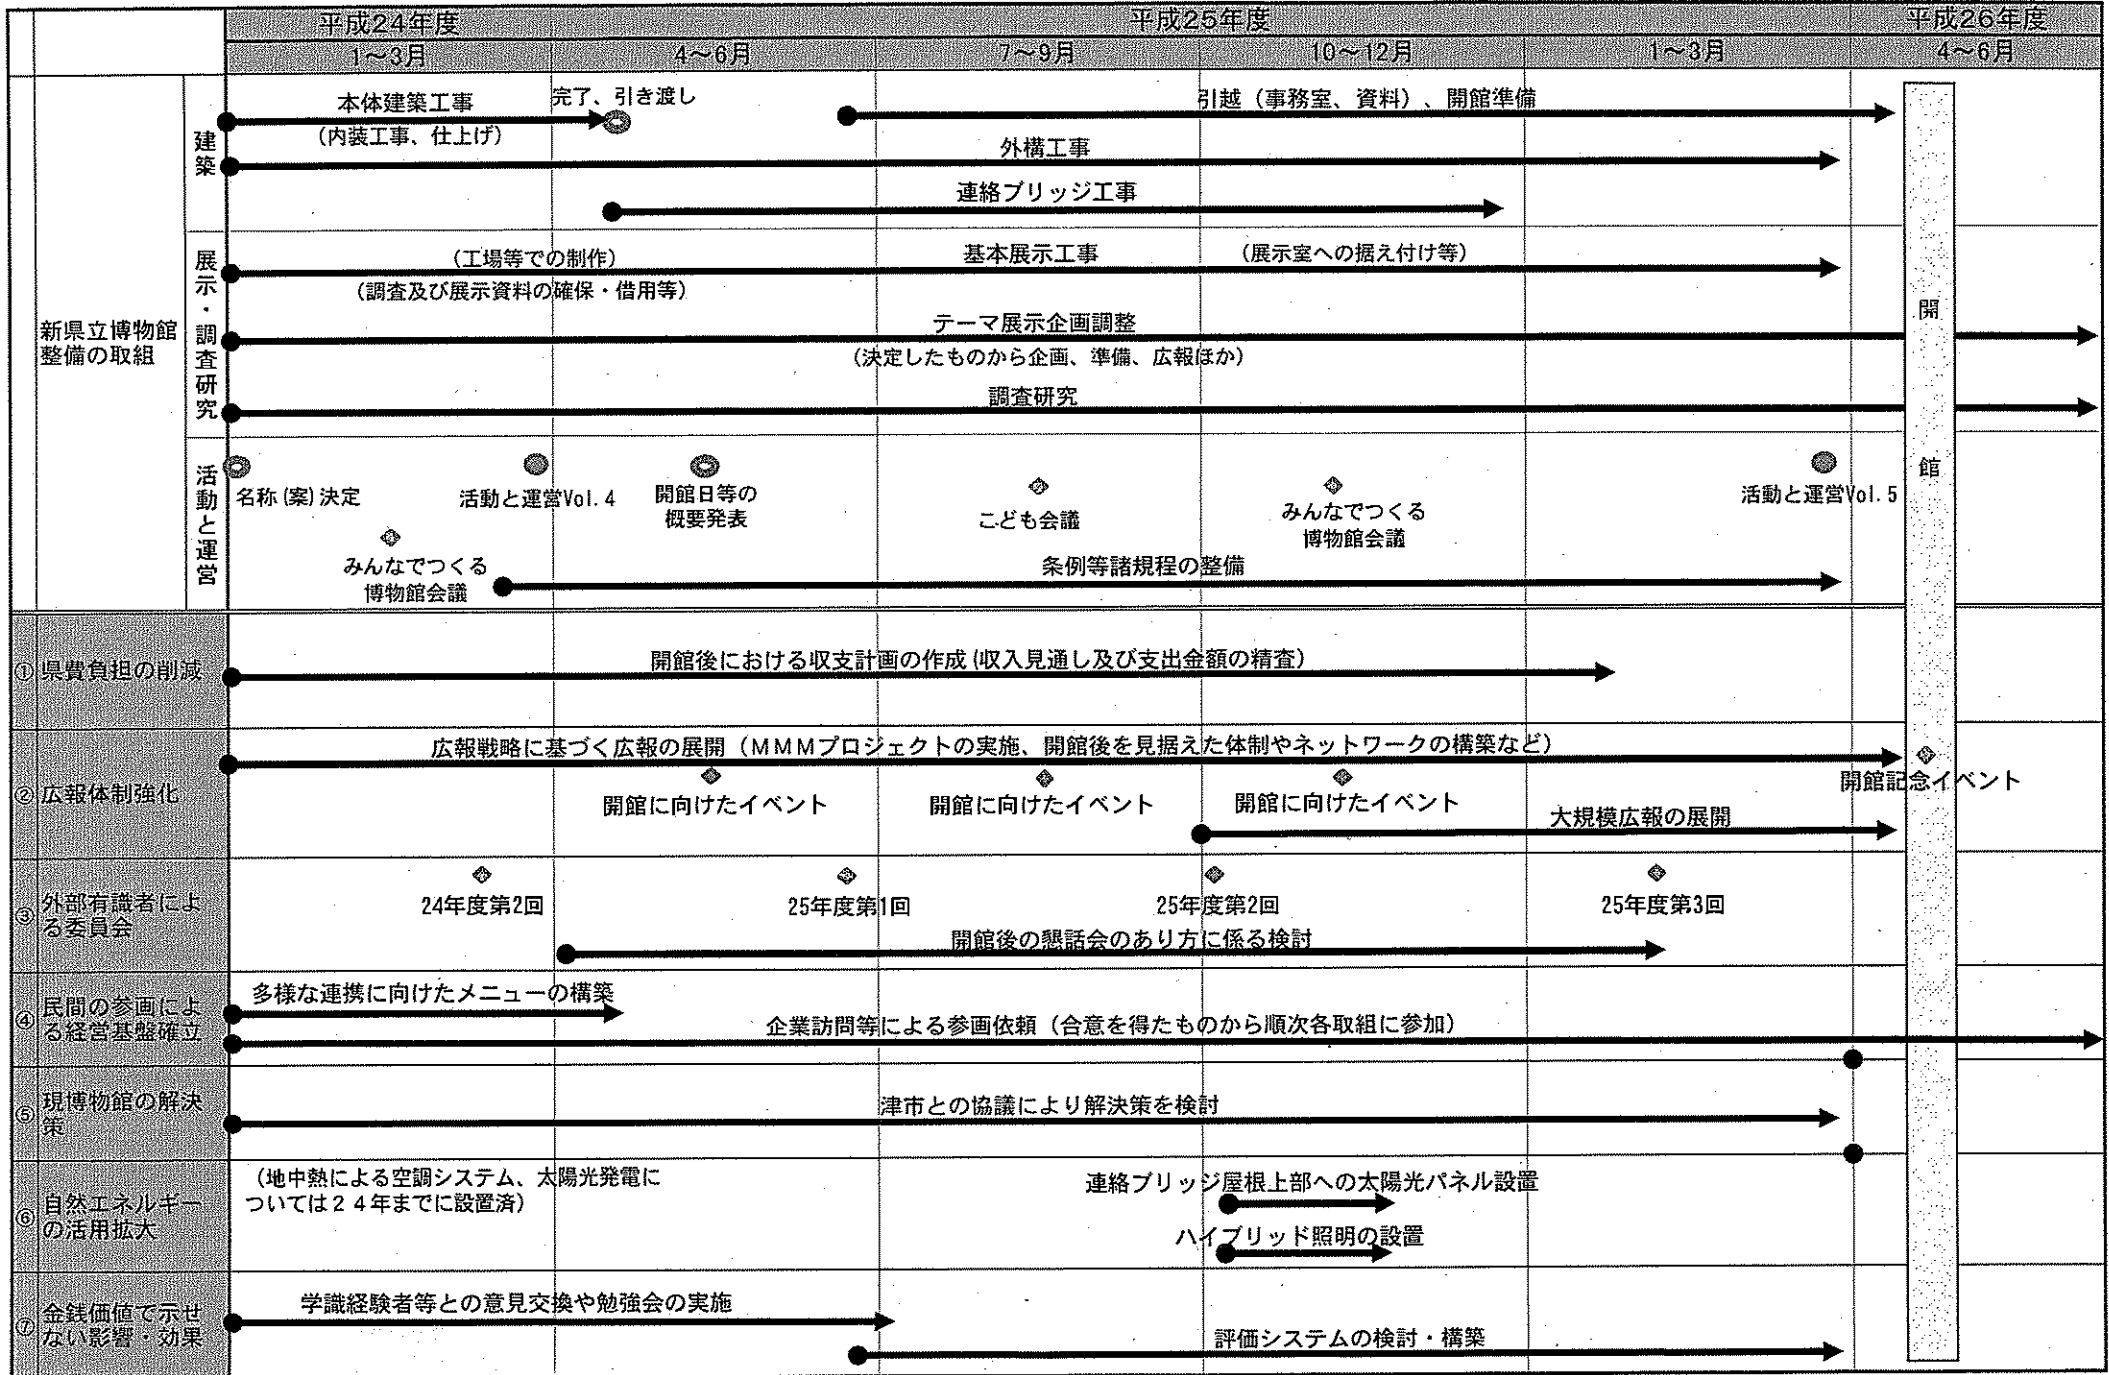 平成24年度
平成25年度
平成26年度
1～3月
4～6月
7～9月
10～12月
1～3月
4～6月
新県立博物館
整備の取組
建築
本体建築工事
(内装工事、仕上げ)
完了、引き渡し
引越（事務室、資料）、開館準備
外構工事
連絡ブリッジ工事
展示・調査研究
(工場等での制作)
基本展示工事
(展示室への据え付け等)
(調査及び展示資料の確保・借用等)
テーマ展示企画調整
(決定したものから企画、準備、広報ほか)
調査研究
開館
活動と運営
名称(案)決定
活動と運営Vol.4
開館日等の
概要発表
こども会議
みんなでつくる
博物館会議
活動と運営Vol.5
みんなでつくる
博物館会議
条例等諸規程の整備
① 県費負担の削減
開館後における収支計画の作成(収入見通し及び支出金額の精査)
② 広報体制強化
広報戦略に基づく広報の展開（ＭＭＭプロジェクトの実施、開館後を見据えた体制やネットワークの構築など）
開館に向けたイベント
開館に向けたイベント
開館に向けたイベント
開館記念イベント
大規模広報の展開
③ 外部有識者によ
る委員会
24年度第2回
25年度第1回
25年度第2回
25年度第3回
開館後の懇話会のあり方に係る検討
④ 民間の参画によ
る経営基盤確立
多様な連携に向けたメニューの構築
企業訪問等による参画依頼（合意を得たものから順次各取組に参加）
⑤ 現博物館の解決
策
津市との協議により解決策を検討
⑥ 自然エネルギー
の活用拡大
（地中熱による空調システム、太陽光発電に
ついては２４年までに設置済）
連絡ブリッジ屋根上部への太陽光パネル設置
ハイブリッド照明の設置
⑦ 金銭価値で示せ
ない影響・効果
学識経験者等との意見交換や勉強会の実施
評価システムの検討・構築